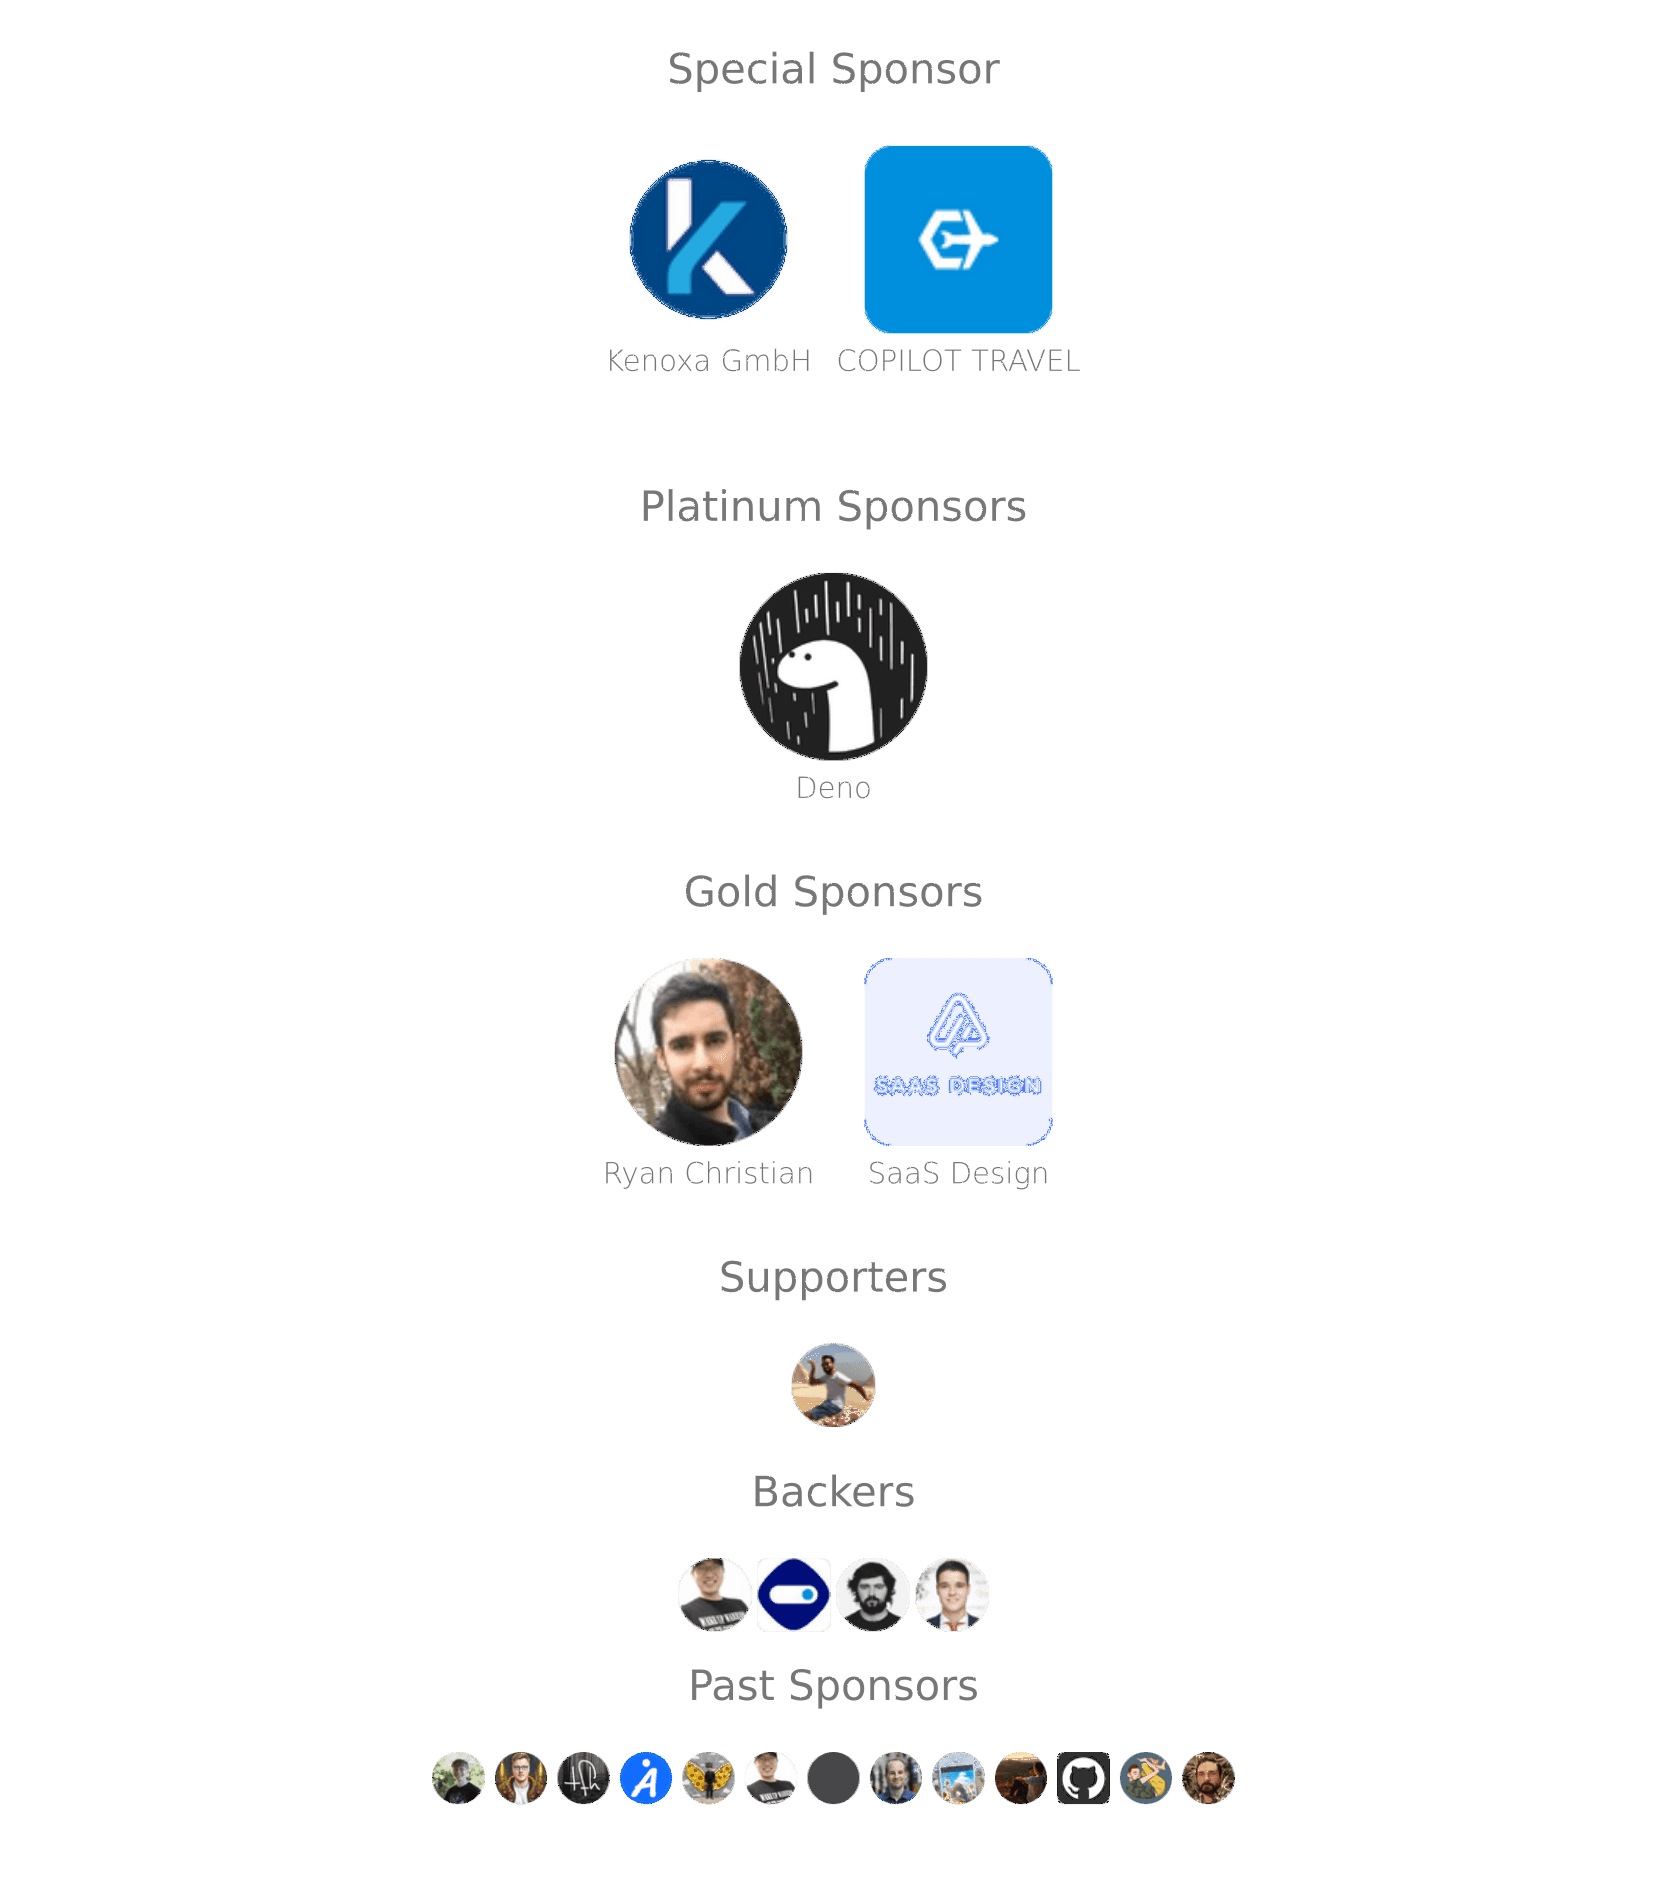 Special Sponsor
Kenoxa GmbH
COPILOT TRAVEL
Platinum Sponsors
Deno
Gold Sponsors
SAAS DESIGN
Ryan Christian
SaaS Design
Supporters
Backers
Past Sponsors